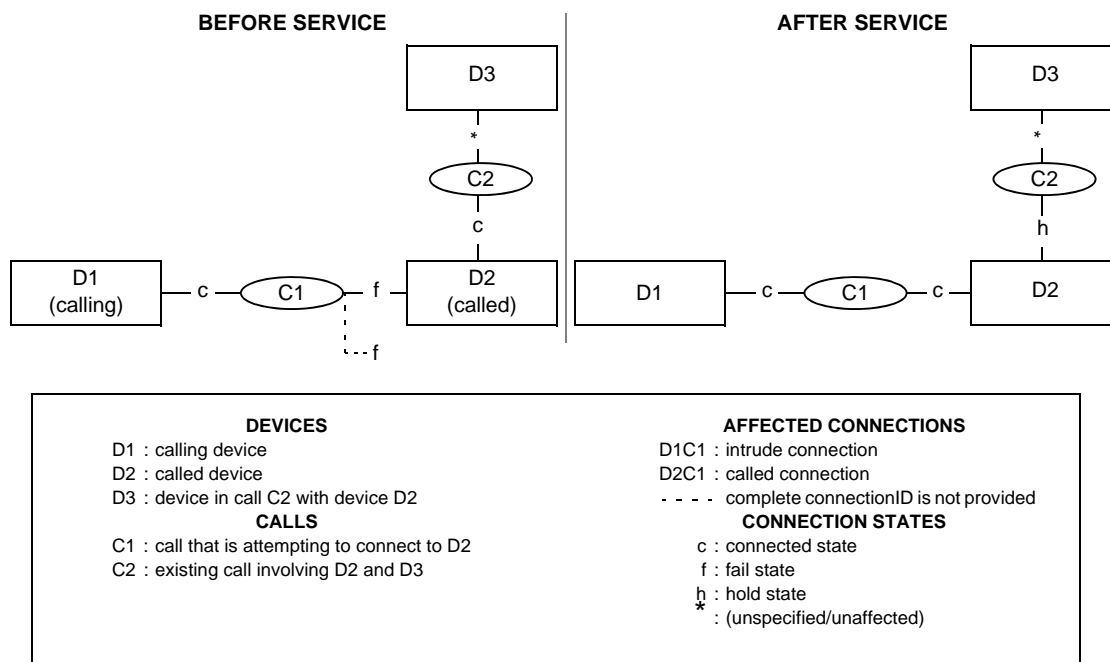 BEFORE SERVICE
D3
*
C2
c
D1
(calling)
c
C1
f
D2
(called)
f
AFTER SERVICE
D3
*
C2
h
D1
c
C1
c
D2
DEVICES
D1 : calling device
D2 : called device
D3 : device in call C2 with device D2
CALLS
C1 : call that is attempting to connect to D2
C2 : existing call involving D2 and D3
AFFECTED CONNECTIONS
D1C1 : intrude connection
D2C1 : called connection
- - - - complete connectionID is not provided
CONNECTION STATES
c : connected state
f : fail state
h : hold state
* : (unspecified/unaffected)